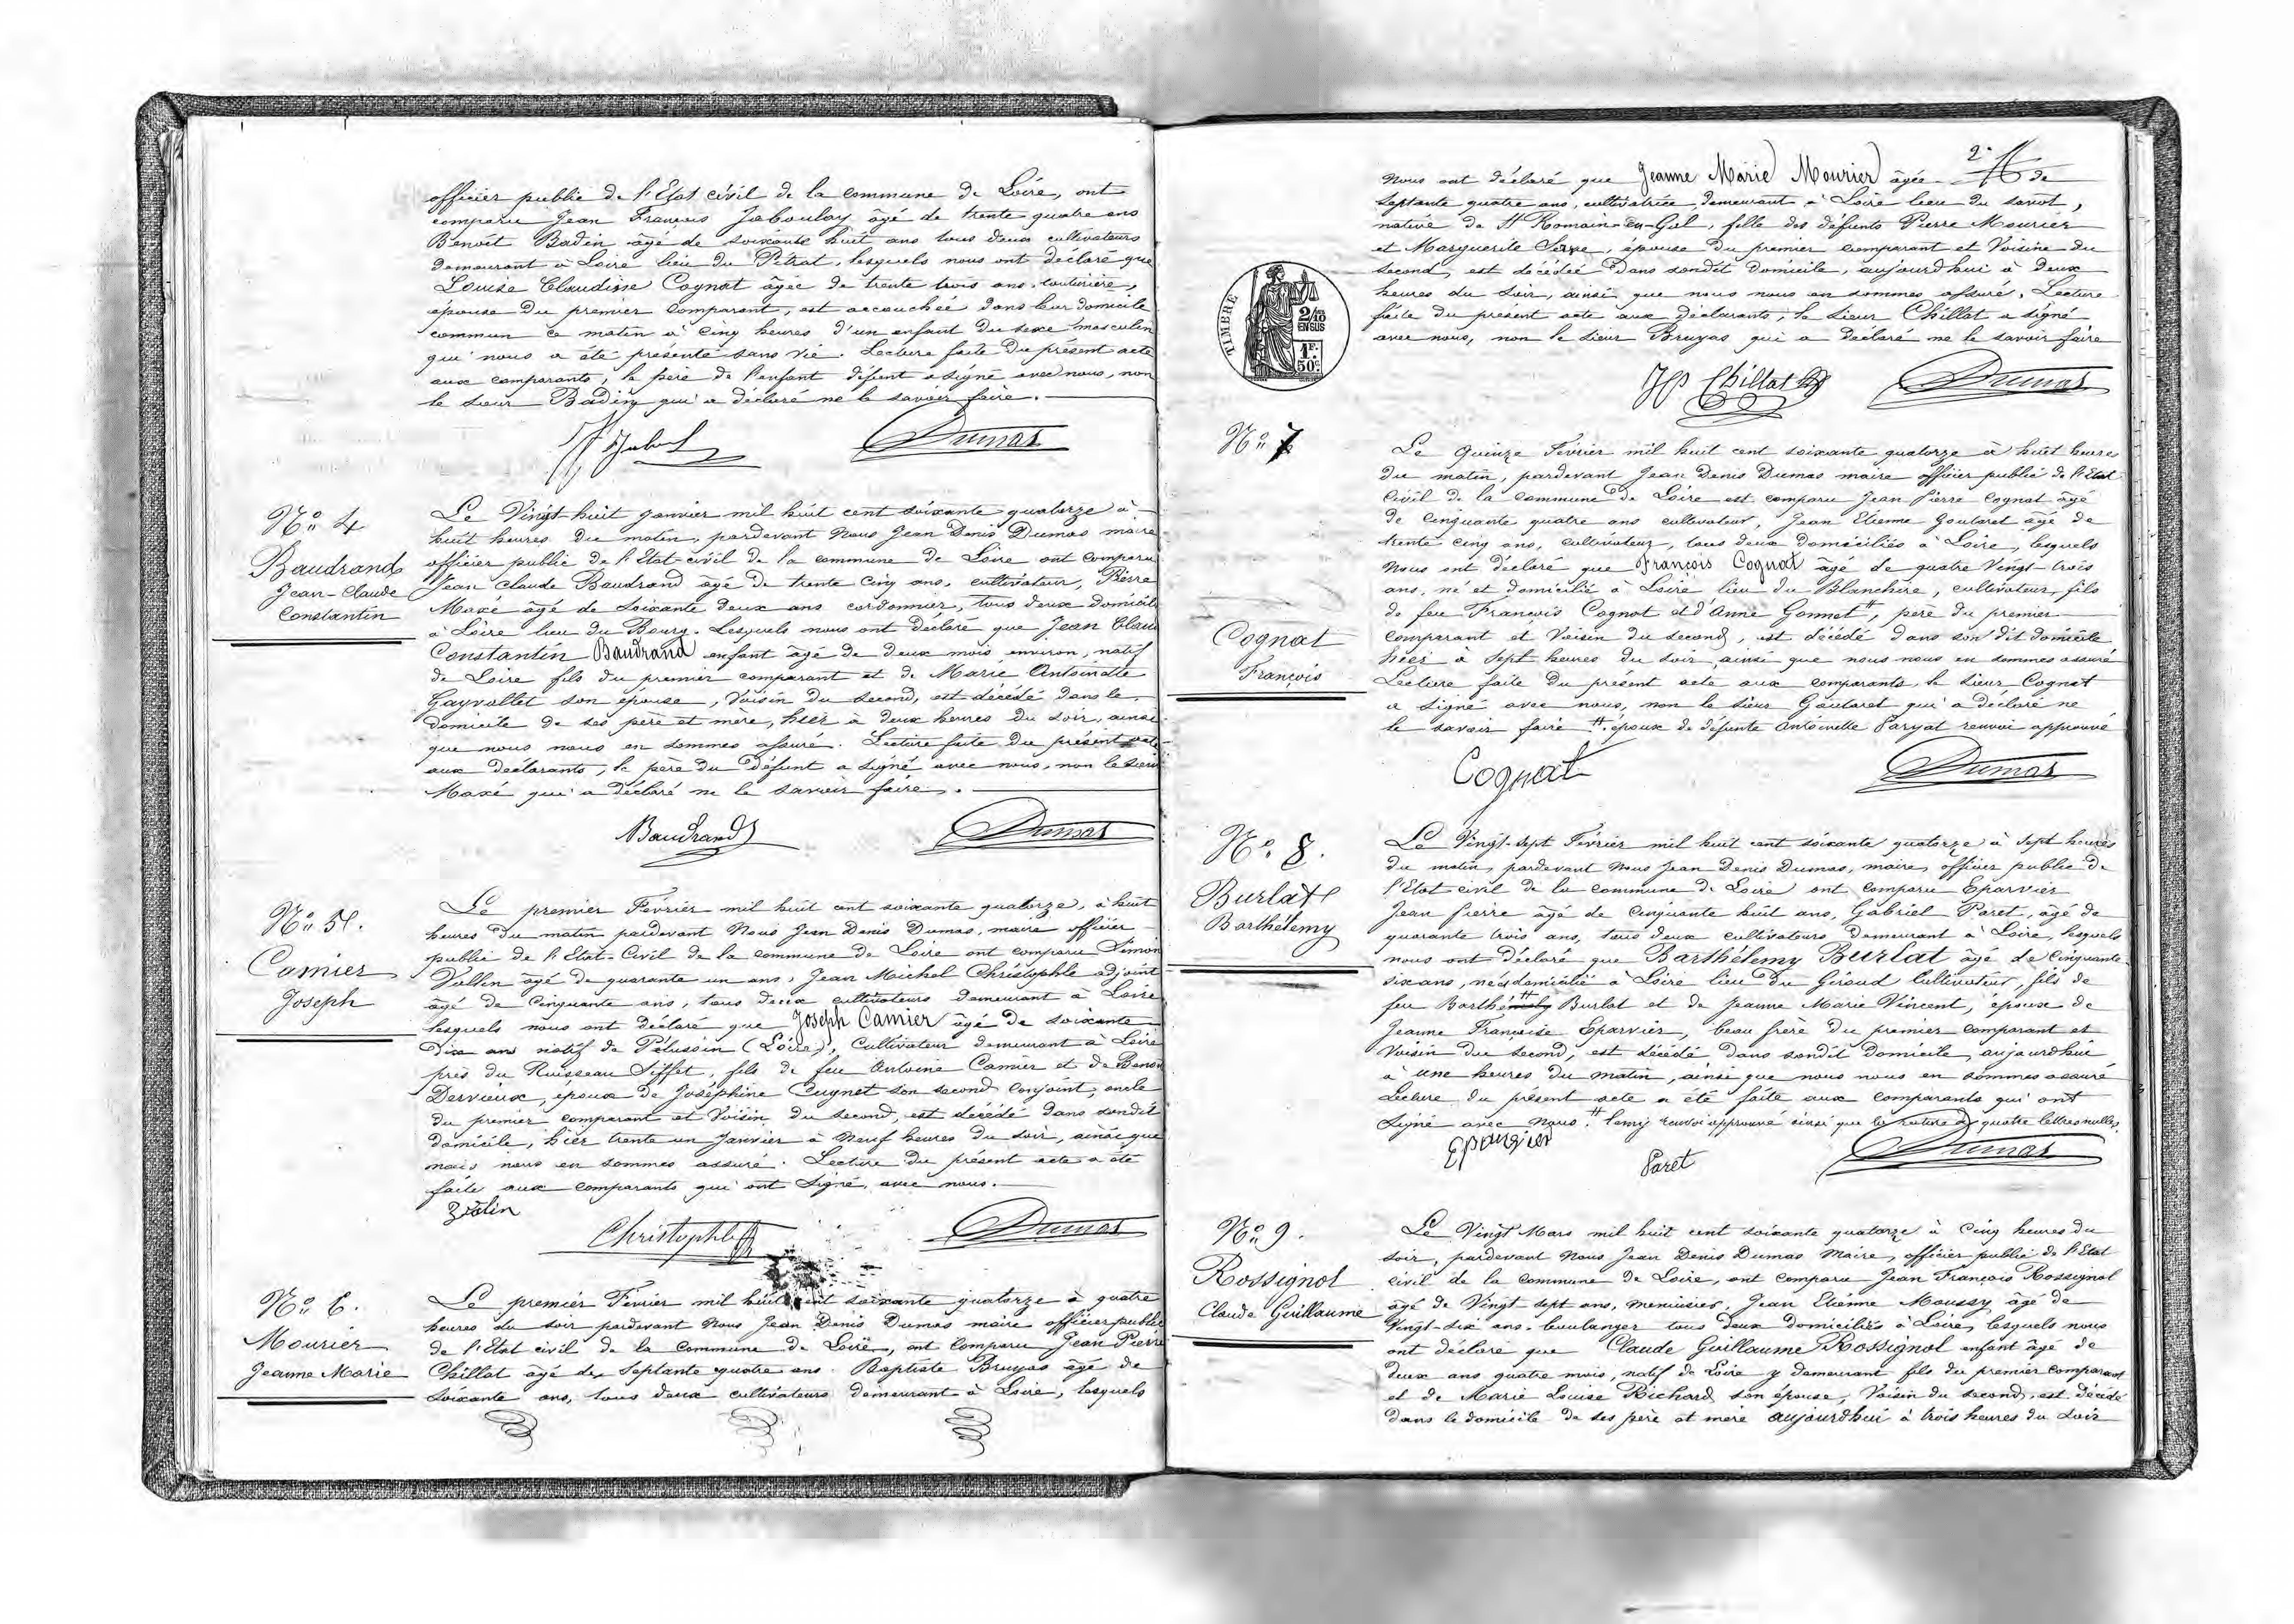 officier public de l'Etat civil de la commune de Loire, ont
comparu Jean François Jaboulay âgé de trente quatre ans
Benoît Badin âgé de soixante huit ans tous deux cultivateurs
demeurant à Loire lieu du Pétrat, lesquels nous ont déclaré que
Louise Claudine Cognat âgée de trente trois ans, couturière,
épouse du premier comparant, est accouchée dans leur domicile
commun ce matin à cinq heures d'un enfant du sexe masculin
qui nous a été présenté sans vie. Lecture faite du présent acte
aux comparants, le père de l'enfant défunt a signé avec nous, non
le sieur Badin qui a déclaré ne le savoir faire.
Dumas
N° 4
Baudrand
Jean-Claude
Constantin
Le Vingt-huit janvier mil huit cent soixante quatorze à
huit heures du matin, pardevant Nous Jean Denis Dumas maire
officier public de l'Etat-civil de la commune de Loire ont comparu
Jean Claude Baudrand âgé de trente cinq ans, cultivateur, Pierre
Maxé âgé de soixante deux ans cordonnier, tous deux domicilié
à Loire lieu du Bourg. Lesquels nous ont déclaré que Jean Claude
Constantin Baudrand enfant âgé de deux mois environ, natif
de Loire fils du premier comparant et de Marie Antoinette
Gayvallet son épouse, Voisin du second, est décédé dans le
domicile de ses père et mère, hier à deux heures du soir, ainsi
que nous nous en sommes assuré. Lecture faite du présent acte
aux déclarants, le père du défunt a signé avec nous, non le sieur
Maxé qui a déclaré ne le savoir faire.
Baudrand Dumas
N° 5.
Camier
Joseph
Le premier Février mil huit cent soixante quatorze, à huit
heures du matin pardevant Nous Jean Denis Dumas, maire officier
public de l'Etat-Civil de la commune de Loire ont comparu Simon
Vullin âgé de quarante un ans, Jean Michel Christophle adjoint
âgé de cinquante ans, tous deux cultivateurs demeurant à Loire
lesquels nous ont déclaré que Joseph Camier âgé de soixante
Dix ans natif de Pélussin (Loire), Cultivateur demeurant à Loire
près du Ruisseau Siffet, fils de feu Antoine Camier et de Benoi
Dervieux, époux de Joséphine Cugnet son second conjoint, oncle
du premier comparant et Voisin du second, est décédé dans sondit
domicile, hier trente un Janvier à Neuf heures du soir, ainsi que
nous nous en sommes assuré. Lecture du présent acte a été
faite aux comparants qui ont signé avec nous.
Christophle Dumas
N° 6.
Mourier
Jeanne Marie
Le premier Février mil huit cent soixante quatorze à quatre
heures du soir pardevant Nous Jean Denis Dumas maire officier public
de l'Etat civil de la Commune de Loire, ont comparu Jean Pierre
Chillat âgé de Septante quatre ans. Baptiste Bruyas âgé de
soixante ans, tous deux cultivateurs demeurant à Loire, lesquels
2.
nous ont déclaré que Jeanne Marie Mourier âgée de
septante quatre ans, cultivatrice, demeurant à Loire lieu du savot,
native de St Romain-en-Gal, fille des défunts Pierre Mourier
et Marguerite Serve, épouse du premier comparant et Voisine du
second, est décédée Dans sondit domicile, aujourd'hui à Deux
heures du soir, ainsi que nous nous en sommes assuré. Lecture
faite du présent acte aux déclarants, le sieur Chillat a signé
avec nous, non le sieur Bruyas qui a déclaré ne le savoir faire
TIMBRE
2/10
EN SUS
1F.
50c.
JP Chillat Dumas
N° 7
Cognat
François
Le quinze Février mil huit cent soixante quatorze à huit heures
du matin, pardevant Jean Denis Dumas maire officier public de l'Etat
Civil de la commune de Loire est comparu Jean Pierre Cognat âgé
de cinquante quatre ans cultivateur, Jean Etienne Goutaret âgé de
trente cinq ans, cultivateur, tous deux domiciliés à Loire, lesquels
Nous ont déclaré que François Cognat âgé de quatre Vingt-trois
ans, né et domicilié à Loire lieu du Blanchire, cultivateur, fils
de feu François Cognat et d'Anne Gonnet #, père du premier
comparant et Voisin du second, est décédé dans son dit domicile
hier à sept heures du soir, ainsi que nous nous en sommes assuré
Lecture faite du présent acte aux comparants, le sieur Cognat
a signé avec nous, non le sieur Goutaret qui a déclaré ne
le savoir faire # époux de défunte Antoinette Paryat renvoi approuvé
Cognat Dumas
N° 8.
Burlat
Barthélemy
Le Vingt-sept Février mil huit cent soixante quatorze à sept heures
du matin, pardevant Nous Jean Denis Dumas, maire, officier public de
l'Etat-civil de la commune de Loire ont comparu Eparvier
Jean Pierre âgé de cinquante huit ans, Gabriel Paret, âgé de
quarante trois ans, tous deux cultivateurs demeurant à Loire, lesquels
nous ont déclaré que Barthélemy Burlat âgé de Cinquante
six ans, né et domicilié à Loire lieu du Giroud Cultivateur, fils de
feu Barthémely # Burlat et de Jeanne Marie Vincent, époux de
Jeanne Françoise Eparvier, beau frère du premier comparant et
Voisin du second, est décédé dans sondit domicile, aujourdhui
à une heures du matin, ainsi que nous nous en sommes assuré
Lecture du présent acte a été faite aux comparants qui ont
signé avec nous. # lemy renvoi approuvé ainsi que la rature de quatre lettres nulles.
Eparvier Paret Dumas
N° 9.
Rossignol
Claude Guillaume
Le Vingt Mars mil huit cent soixante quatorze à cinq heures du
soir, pardevant Nous Jean Denis Dumas Maire, officier public de l'Etat
civil de la Commune de Loire, ont comparu Jean François Rossignol
âgé de Vingt sept ans, menuisier, Jean Etienne Moussy âgé de
Vingt-six ans, boulanger tous deux domiciliés à Loire, lesquels nous
ont déclaré que Claude Guillaume Rossignol enfant âgé de
Deux ans quatre mois, natif de Loire y demeurant fils du premier comparant
et de Marie Louise Richard son épouse, Voisin du second, est décédé
dans le domicile de ses père et mère aujourdhui à trois heures du soir